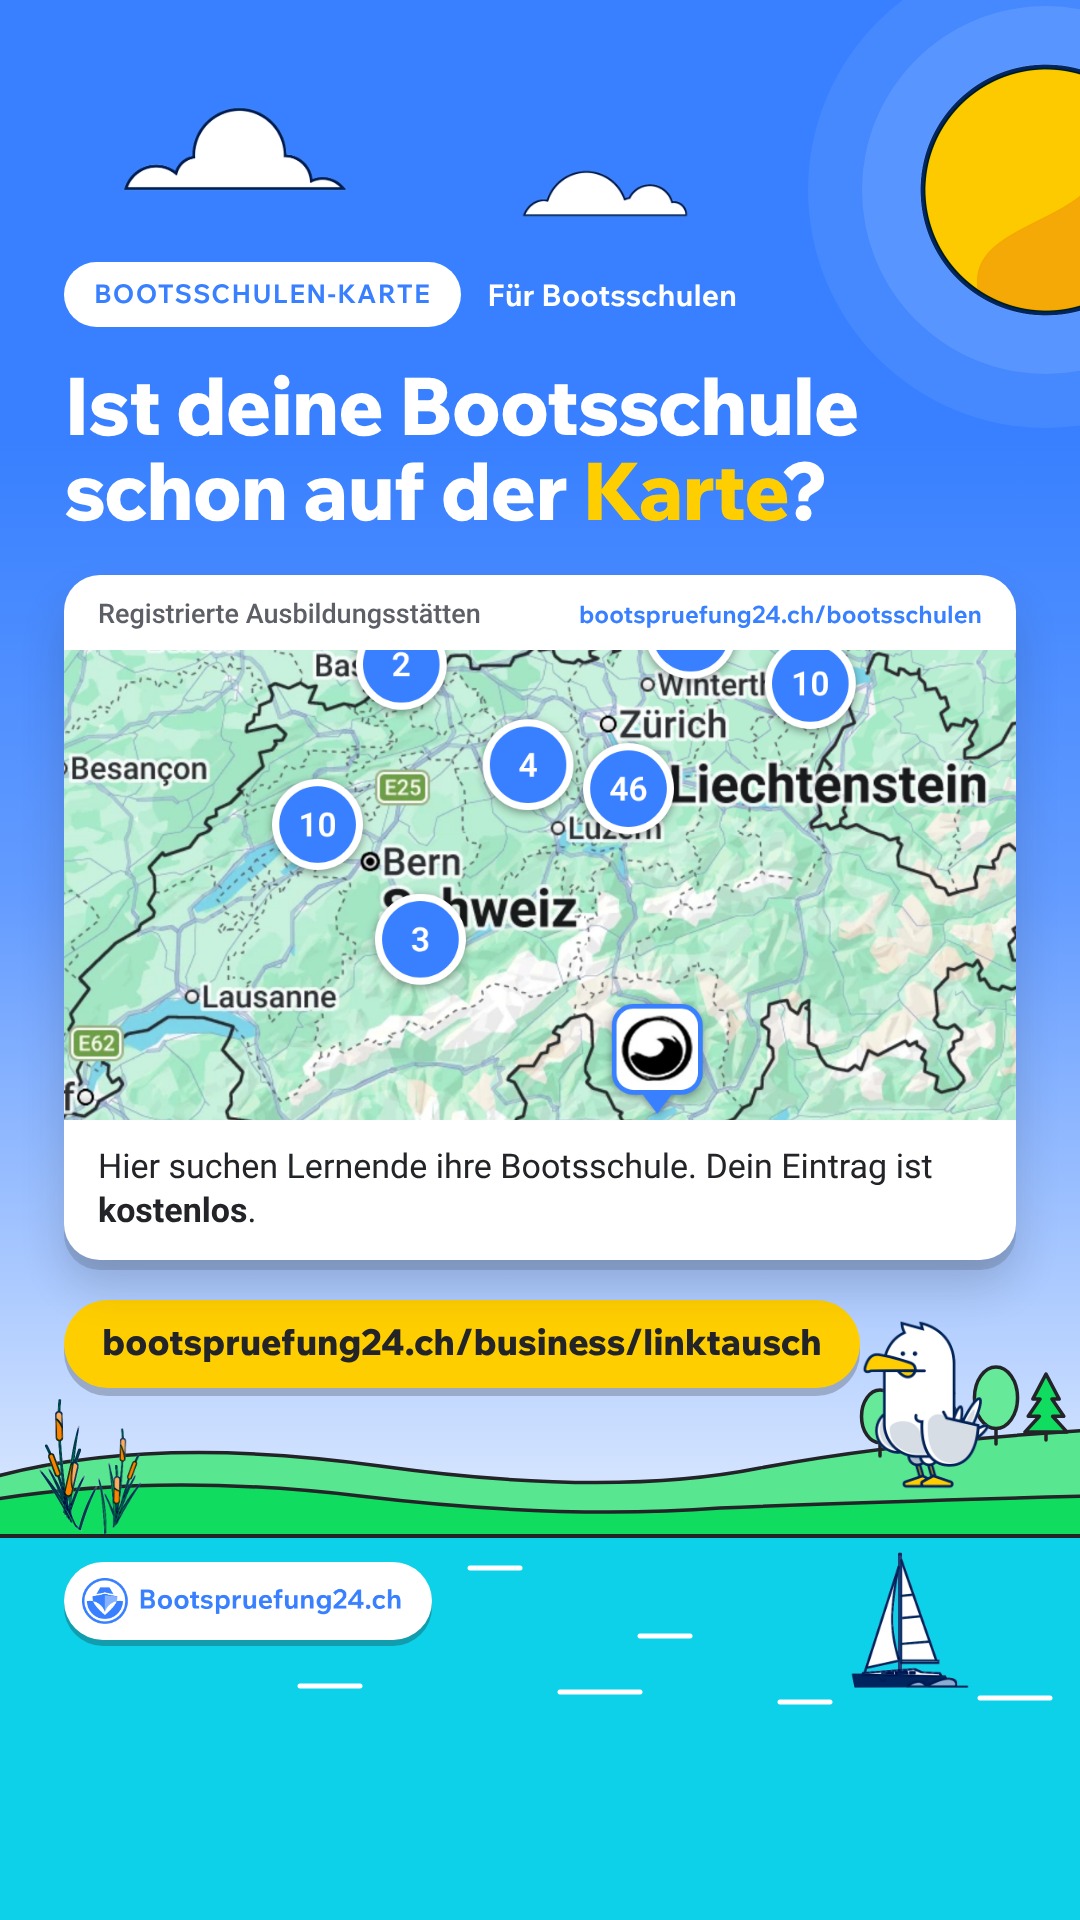 BOOTSSCHULEN-KARTE Für Bootsschulen
Ist deine Bootsschule
schon auf der Karte?
Registrierte Ausbildungsstätten bootspruefung24.ch/bootsschulen
2
10
Zürich
Besançon
E25
4
46
Liechtenstein
10
Bern
3
Lausanne
E62
Hier suchen Lernende ihre Bootsschule. Dein Eintrag ist
kostenlos.
bootspruefung24.ch/business/linktausch
Bootspruefung24.ch